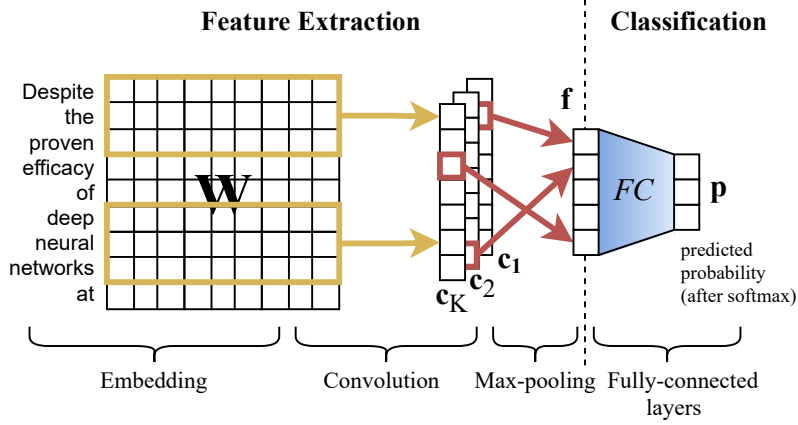 Feature Extraction
Classification
Despite
the
proven
efficacy
of
deep
neural
networks
at
W
f
FC
p
c1
c2
cK
predicted
probability
(after softmax)
Embedding
Convolution
Max-pooling
Fully-connected
layers